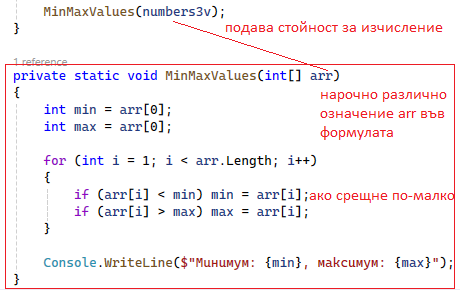 MinMaxValues(numbers3v);
подава стойност за изчисление
}
1 reference
private static void MinMaxValues(int[] arr)
{
нарочно различно
означение arr във
формулата
int min = arr[0];
int max = arr[0];
for (int i = 1; i < arr.Length; i++)
{
if (arr[i] < min) min = arr[i];
ако срещне по-малко
if (arr[i] > max) max = arr[i];
}
Console.WriteLine($"Минимум: {min}, максимум: {max}");
}